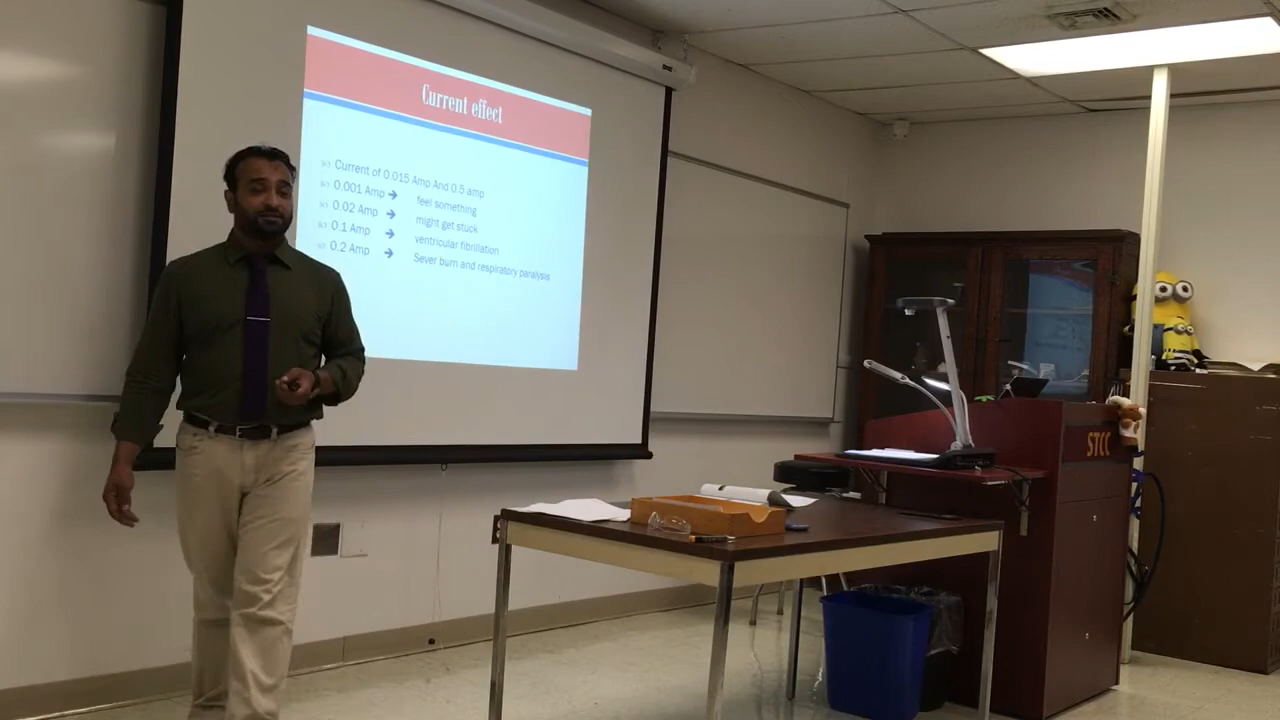 Current effect
Current of 0.015 Amp And 0.5 amp
0.001 Amp → feel something
0.02 Amp → might get stuck
0.1 Amp → ventricular fibrillation
0.2 Amp → Sever burn and respiratory paralysis
STCC